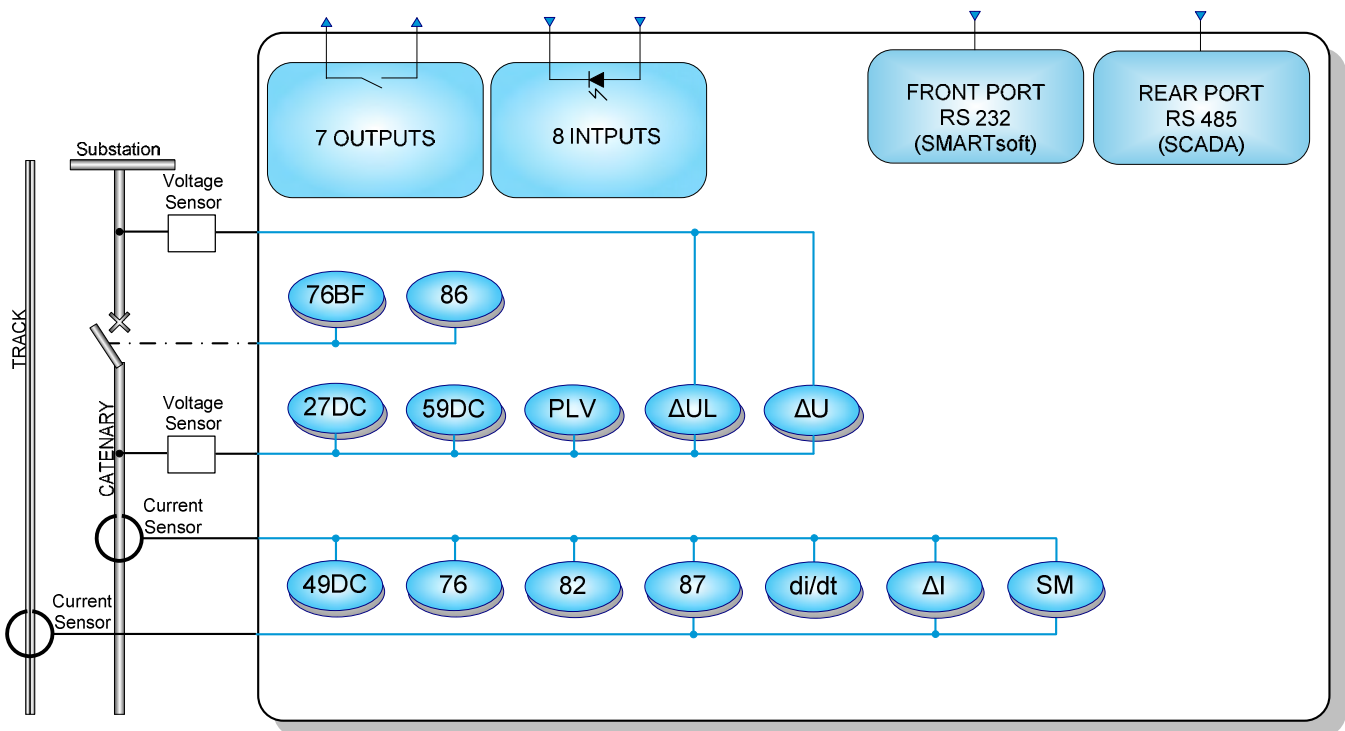 7 OUTPUTS
8 INTPUTS
FRONT PORT
RS 232
(SMARTsoft)
REAR PORT
RS 485
(SCADA)
Substation
Voltage
Sensor
76BF
86
TRACK
27DC
59DC
PLV
ΔUL
ΔU
Voltage
Sensor
CATENARY
Current
Sensor
49DC
76
82
87
di/dt
ΔI
SM
Current
Sensor